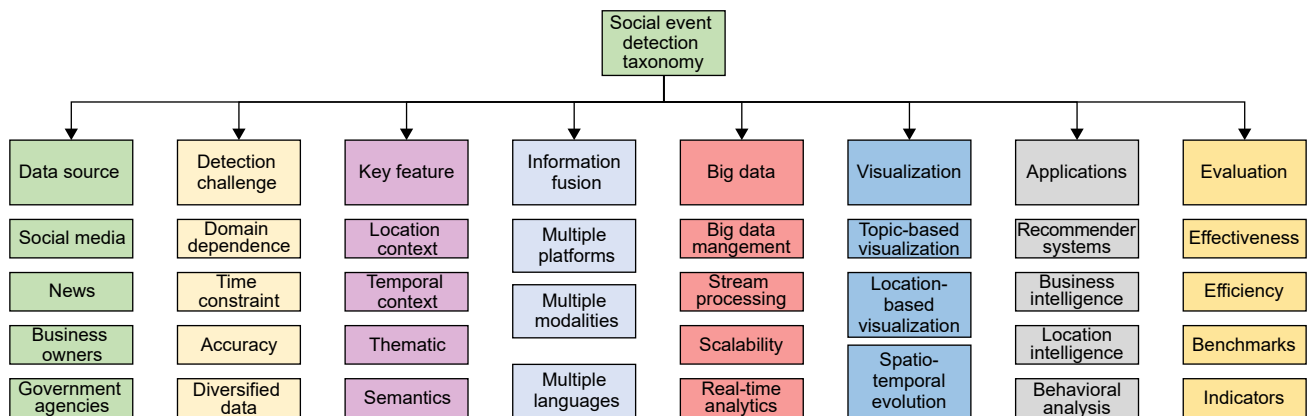 Social event
detection
taxonomy
Data source
Social media
News
Business
owners
Government
agencies
Detection
challenge
Domain
dependence
Time
constraint
Accuracy
Diversified
data
Key feature
Location
context
Temporal
context
Thematic
Semantics
Information
fusion
Multiple
platforms
Multiple
modalities
Multiple
languages
Big data
Big data
mangement
Stream
processing
Scalability
Real-time
analytics
Visualization
Topic-based
visualization
Location-
based
visualization
Spatio-
temporal
evolution
Applications
Recommender
systems
Business
intelligence
Location
intelligence
Behavioral
analysis
Evaluation
Effectiveness
Efficiency
Benchmarks
Indicators